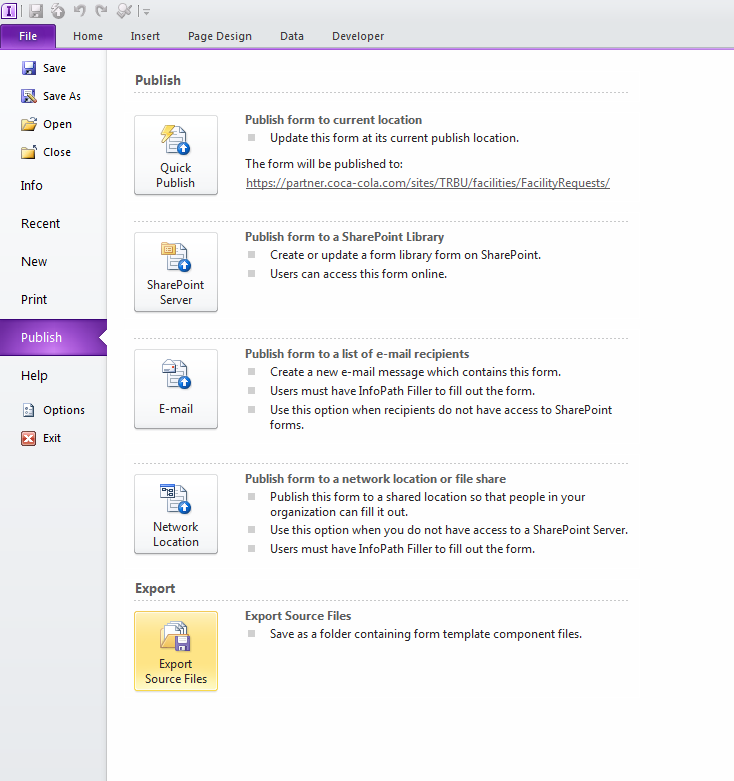 File Home Insert Page Design Data Developer
Save
Save As
Open
Close
Info
Recent
New
Print
Publish
Help
Options
Exit
Publish
Quick
Publish
Publish form to current location
Update this form at its current publish location.
The form will be published to:
https://partner.coca-cola.com/sites/TRBU/facilities/FacilityRequests/
SharePoint
Server
Publish form to a SharePoint Library
Create or update a form library form on SharePoint.
Users can access this form online.
E-mail
Publish form to a list of e-mail recipients
Create a new e-mail message which contains this form.
Users must have InfoPath Filler to fill out the form.
Use this option when recipients do not have access to SharePoint
forms.
Network
Location
Publish form to a network location or file share
Publish this form to a shared location so that people in your
organization can fill it out.
Use this option when you do not have access to a SharePoint Server.
Users must have InfoPath Filler to fill out the form.
Export
Export
Source Files
Export Source Files
Save as a folder containing form template component files.